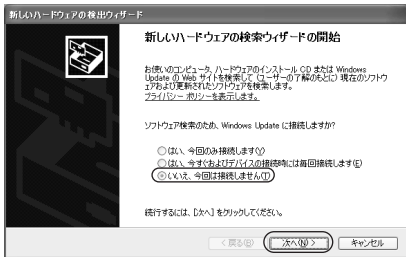 新しいハードウェアの検出ウィザード
新しいハードウェアの検索ウィザードの開始
お使いのコンピュータ、ハードウェアのインストール CD または Windows
Update の Web サイトを検索して (ユーザーの了解のもとに) 現在のソフトウ
ェアおよび更新されたソフトウェアを検索します。
プライバシー ポリシーを表示します。
ソフトウェア検索のため、Windows Update に接続しますか?
はい、今回のみ接続します(Y)
はい、今すぐおよびデバイスの接続時には毎回接続します(E)
いいえ、今回は接続しません(T)
続行するには、[次へ] をクリックしてください。
< 戻る(B)
次へ(N) >
キャンセル